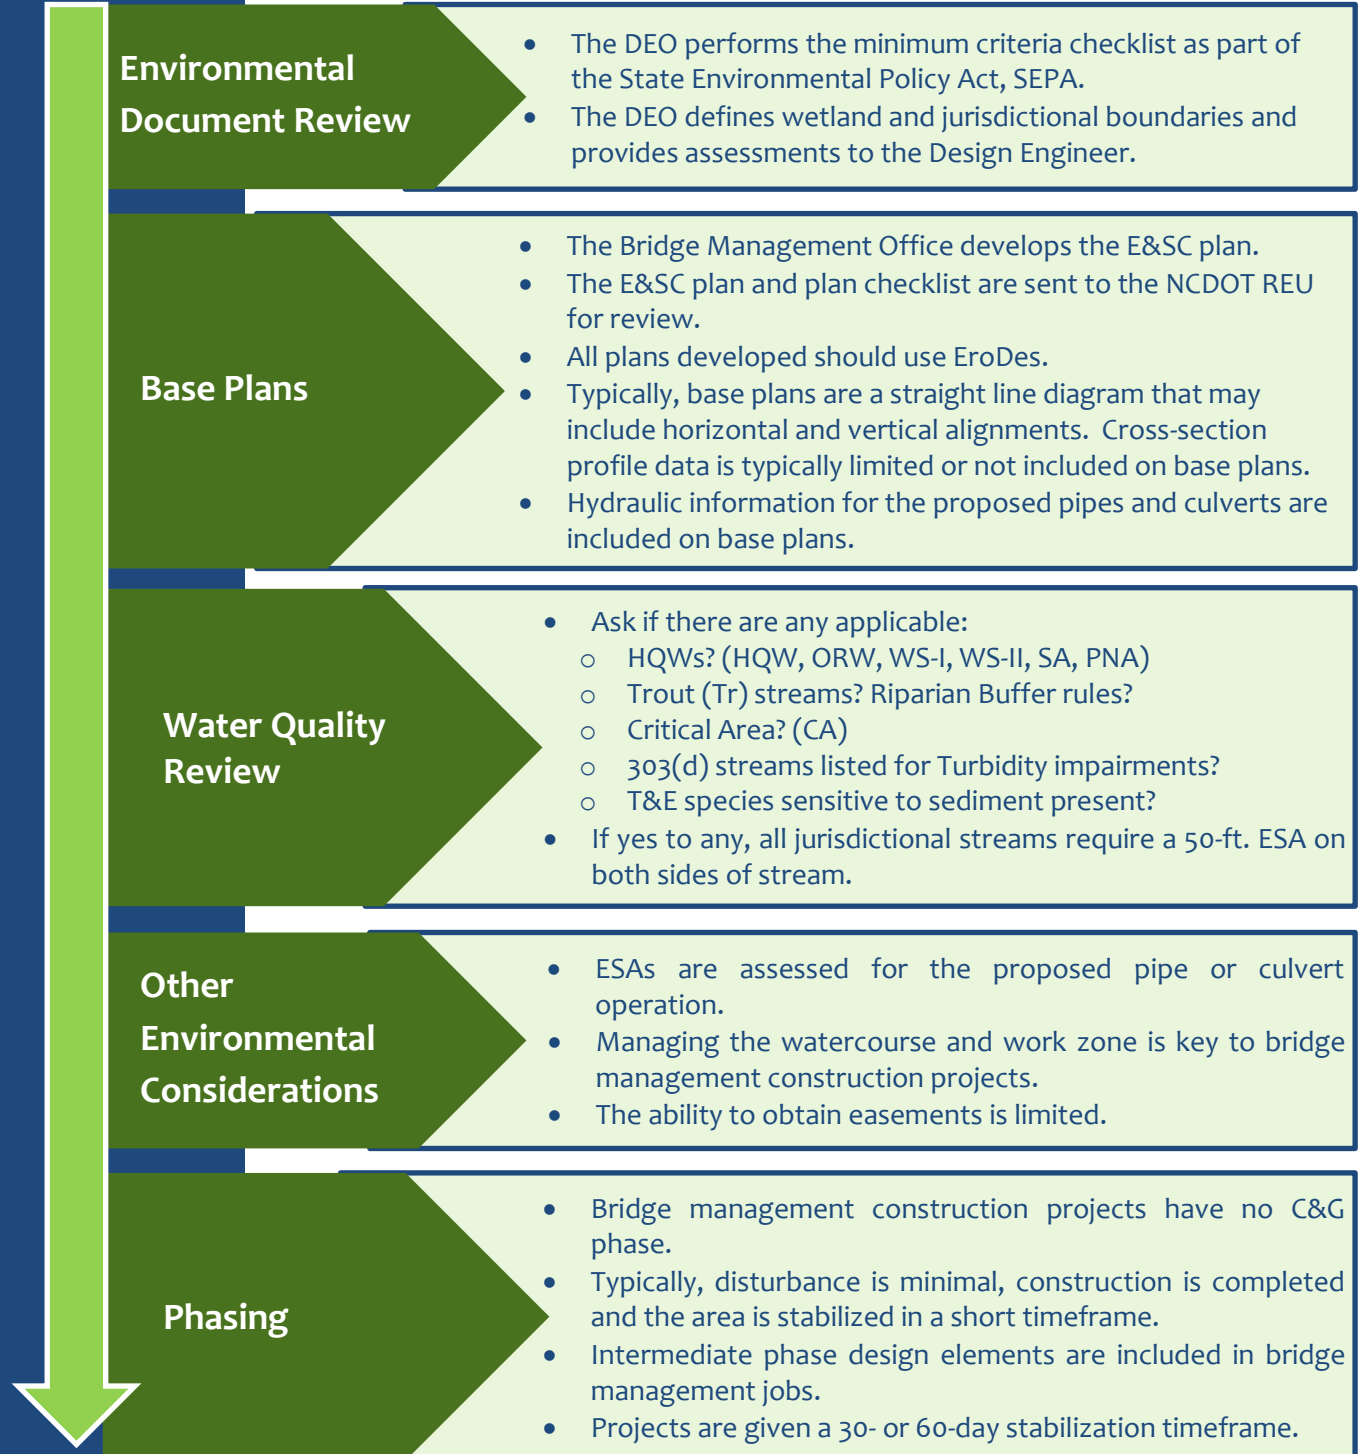 Environmental
Document Review
• The DEO performs the minimum criteria checklist as part of
the State Environmental Policy Act, SEPA.
• The DEO defines wetland and jurisdictional boundaries and
provides assessments to the Design Engineer.
Base Plans
• The Bridge Management Office develops the E&SC plan.
• The E&SC plan and plan checklist are sent to the NCDOT REU
for review.
• All plans developed should use EroDes.
• Typically, base plans are a straight line diagram that may
include horizontal and vertical alignments. Cross-section
profile data is typically limited or not included on base plans.
• Hydraulic information for the proposed pipes and culverts are
included on base plans.
Water Quality
Review
• Ask if there are any applicable:
o HQWs? (HQW, ORW, WS-I, WS-II, SA, PNA)
o Trout (Tr) streams? Riparian Buffer rules?
o Critical Area? (CA)
o 303(d) streams listed for Turbidity impairments?
o T&E species sensitive to sediment present?
• If yes to any, all jurisdictional streams require a 50-ft. ESA on
both sides of stream.
Other
Environmental
Considerations
• ESAs are assessed for the proposed pipe or culvert
operation.
• Managing the watercourse and work zone is key to bridge
management construction projects.
• The ability to obtain easements is limited.
Phasing
• Bridge management construction projects have no C&G
phase.
• Typically, disturbance is minimal, construction is completed
and the area is stabilized in a short timeframe.
• Intermediate phase design elements are included in bridge
management jobs.
• Projects are given a 30- or 60-day stabilization timeframe.